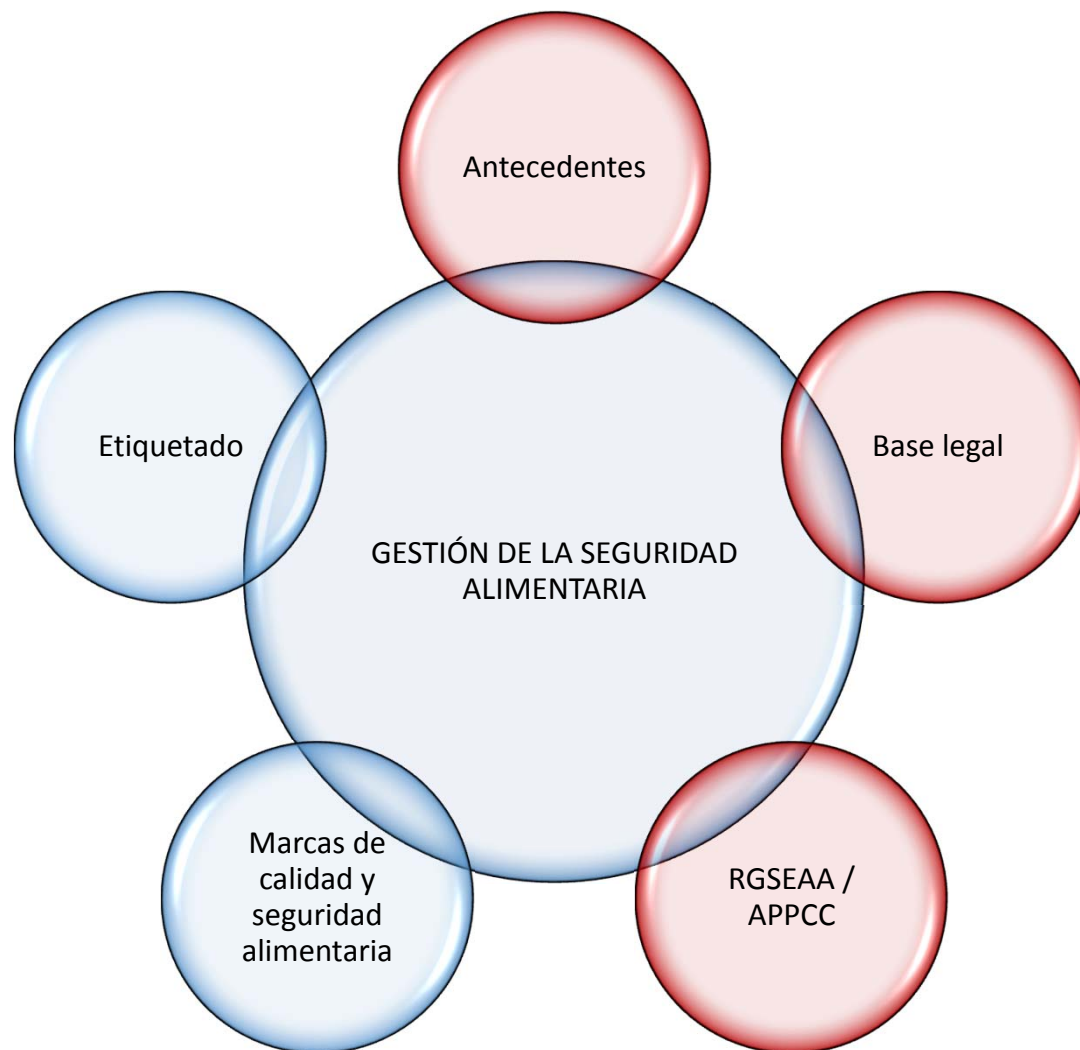 Antecedentes
Base legal
RGSEAA /
APPCC
Marcas de
calidad y
seguridad
alimentaria
Etiquetado
GESTIÓN DE LA SEGURIDAD
ALIMENTARIA